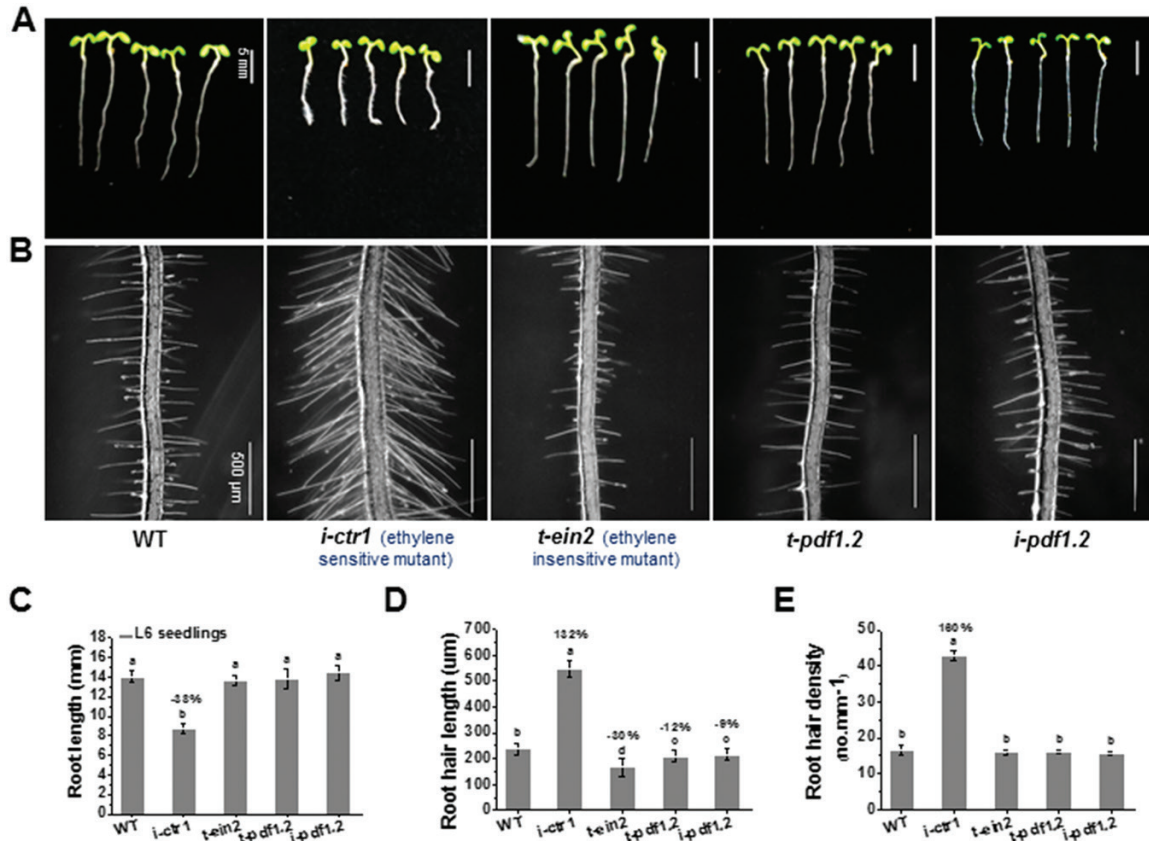 A
5 mm
B
500 µm
WT
i-ctr1 (ethylene
sensitive mutant)
t-ein2 (ethylene
insensitive mutant)
t-pdf1.2
i-pdf1.2
C
L6 seedlings
Root length (mm)
18
16
14
12
10
8
6
4
2
0
a
-38%
b
a
a
a
WT
i-ctr1
t-ein2
t-pdf1.2
i-pdf1.2
D
Root hair length (um)
700
600
500
400
300
200
100
0
b
132%
a
-30%
d
-12%
c
-9%
c
WT
i-ctr1
t-ein2
t-pdf1.2
i-pdf1.2
E
Root hair density
(no.mm-1)
50
40
30
20
10
0
b
160%
a
b
b
b
WT
i-ctr1
t-ein2
t-pdf1.2
i-pdf1.2